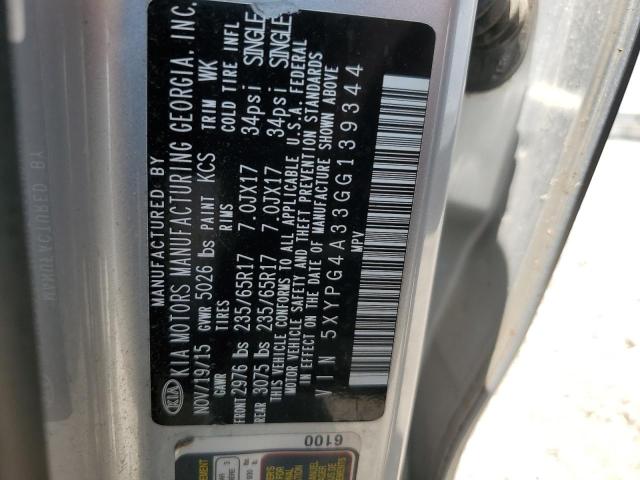 KIA
MANUFACTURED BY
KIA MOTORS MANUFACTURING GEORGIA, INC.
NOV/19/15 GVWR 5026 lbs PAINT KCS TRIM WK
GAWR TIRES RIMS COLD TIRE INFL
FRONT 2976 lbs 235/65R17 7.0JX17 34psi SINGLE
REAR 3075 lbs 235/65R17 7.0JX17 34psi SINGLE
THIS VEHICLE CONFORMS TO ALL APPLICABLE U.S.A. FEDERAL
MOTOR VEHICLE SAFETY AND THEFT PREVENTION STANDARDS
IN EFFECT ON THE DATE OF MANUFACTURE SHOWN ABOVE
VIN 5XYPG4A33GG139344
MPV
6100